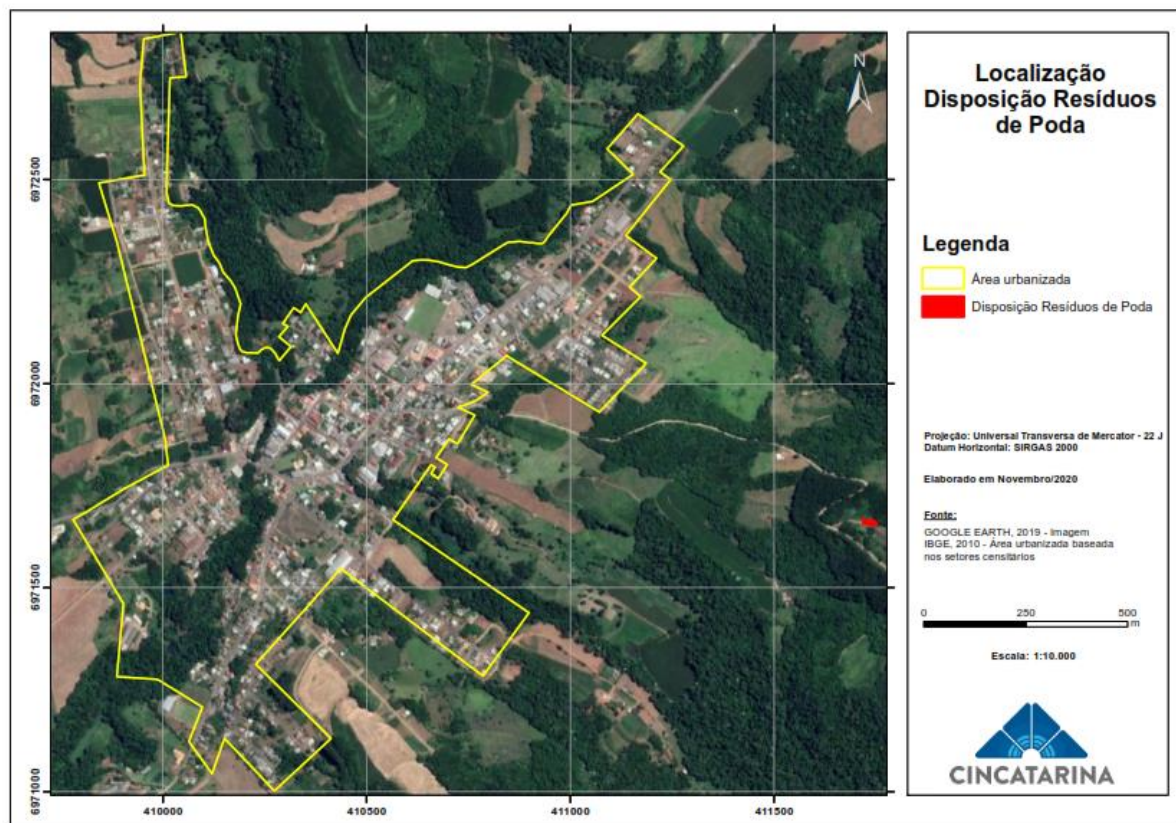 Localização
Disposição Resíduos
de Poda
N
Legenda
Área urbanizada
Disposição Resíduos de Poda
Projeção: Universal Transversa de Mercator - 22 J
Datum Horizontal: SIRGAS 2000
Elaborado em Novembro/2020
Fonte:
GOOGLE EARTH, 2019 - Imagem
IBGE, 2010 - Área urbanizada baseada
nos setores censitários
0 250 500
m
Escala: 1:10.000
CINCATARINA
6972500
6972000
6971500
6971000
410000 410500 411000 411500